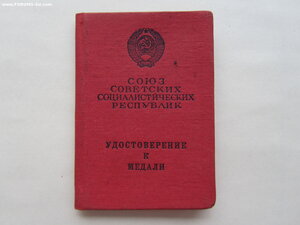 СОЮЗ
СОВЕТСКИХ
СОЦИАЛИСТИЧЕСКИХ
РЕСПУБЛИК
УДОСТОВЕРЕНИЕ
К
МЕДАЛИ